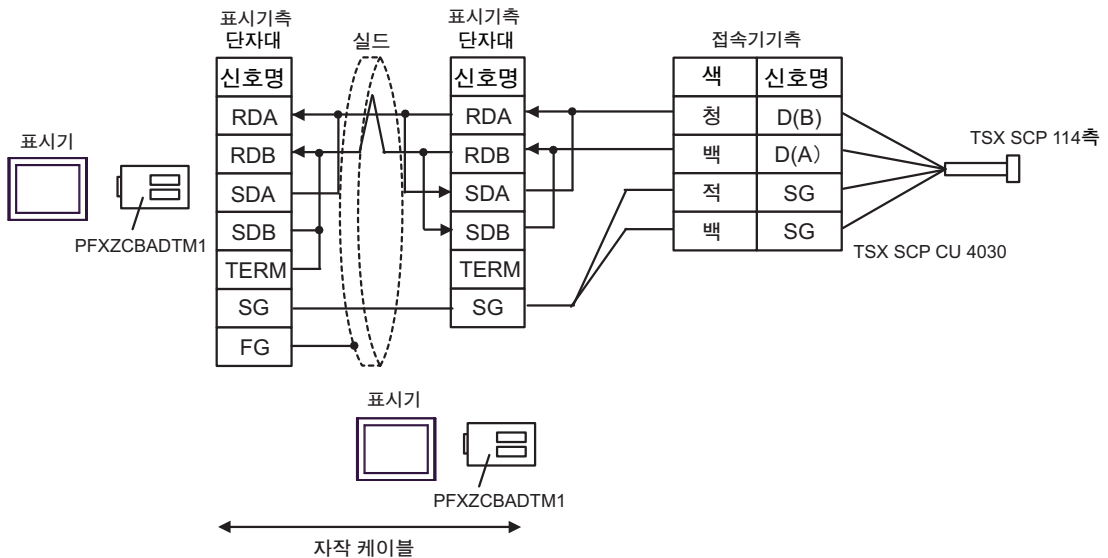 표시기측
단자대
신호명
RDA
RDB
SDA
SDB
TERM
SG
FG
실드
표시기측
단자대
신호명
RDA
RDB
SDA
SDB
TERM
SG
접속기기측
색 신호명
청 D(B)
백 D(A)
적 SG
백 SG
TSX SCP 114측
TSX SCP CU 4030
표시기
PFXZCBADTM1
표시기
PFXZCBADTM1
자작 케이블